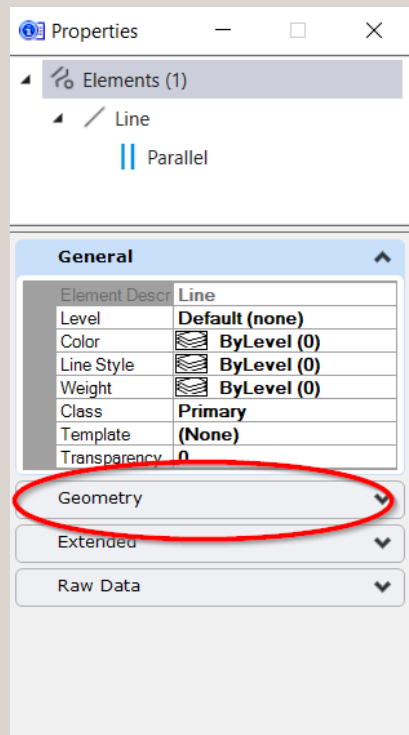 Properties
Elements (1)
Line
Parallel
General
Element Descr Line
Level Default (none)
Color ByLevel (0)
Line Style ByLevel (0)
Weight ByLevel (0)
Class Primary
Template (None)
Transparency 0
Geometry
Extended
Raw Data